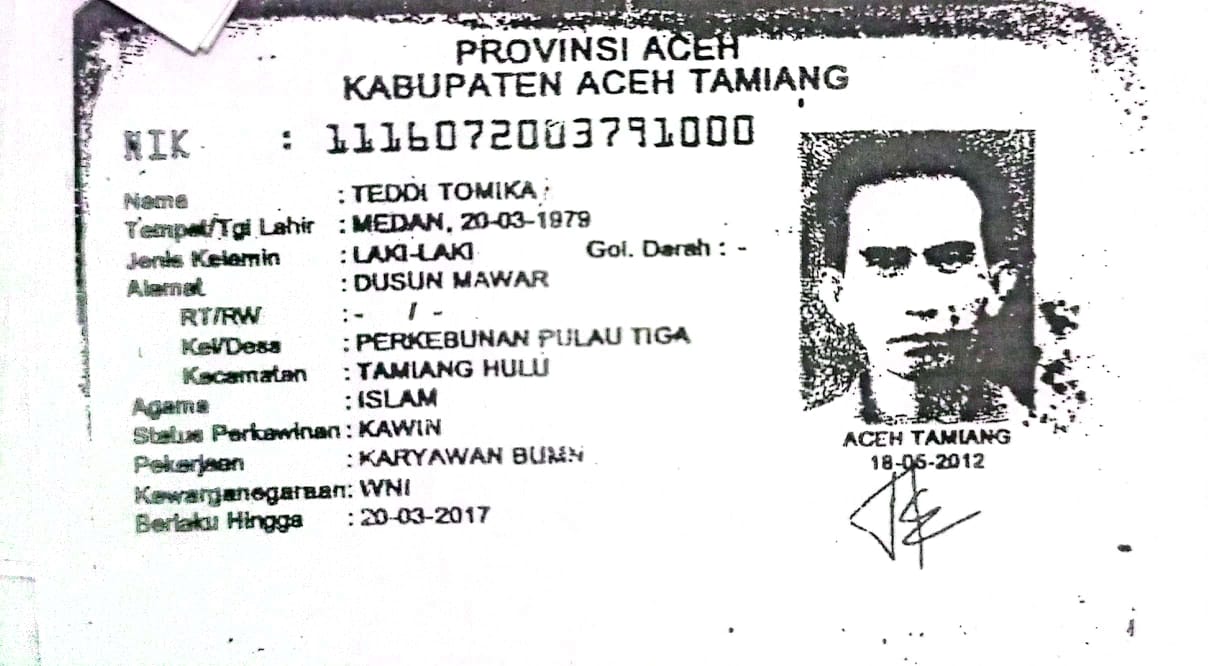 PROVINSI ACEH
KABUPATEN ACEH TAMIANG
NIK : 1116072003791000
Nama : TEDDI TOMIKA
Tempat/Tgl Lahir : MEDAN, 20-03-1979
Jenis Kelamin : LAKI-LAKI Gol. Darah : -
Alamat : DUSUN MAWAR
RT/RW : - / -
Kel/Desa : PERKEBUNAN PULAU TIGA
Kecamatan : TAMIANG HULU
Agama : ISLAM
Status Perkawinan : KAWIN
Pekerjaan : KARYAWAN BUMN
Kewarganegaraan : WNI
Berlaku Hingga : 20-03-2017
ACEH TAMIANG
18-05-2012